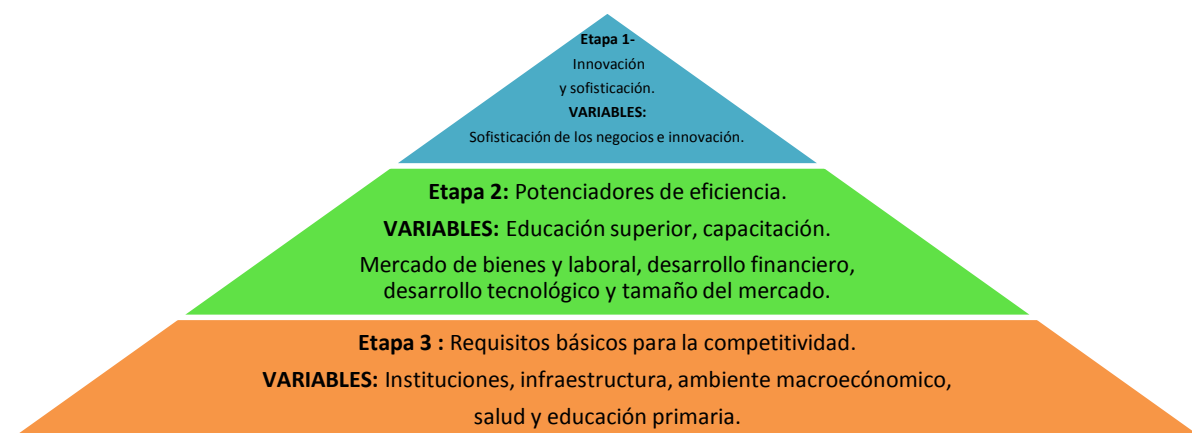 Etapa 1-
Innovación
y sofisticación.
VARIABLES:
Sofisticación de los negocios e innovación.
Etapa 2: Potenciadores de eficiencia.
VARIABLES: Educación superior, capacitación.
Mercado de bienes y laboral, desarrollo financiero,
desarrollo tecnológico y tamaño del mercado.
Etapa 3 : Requisitos básicos para la competitividad.
VARIABLES: Instituciones, infraestructura, ambiente macroecónomico,
salud y educación primaria.